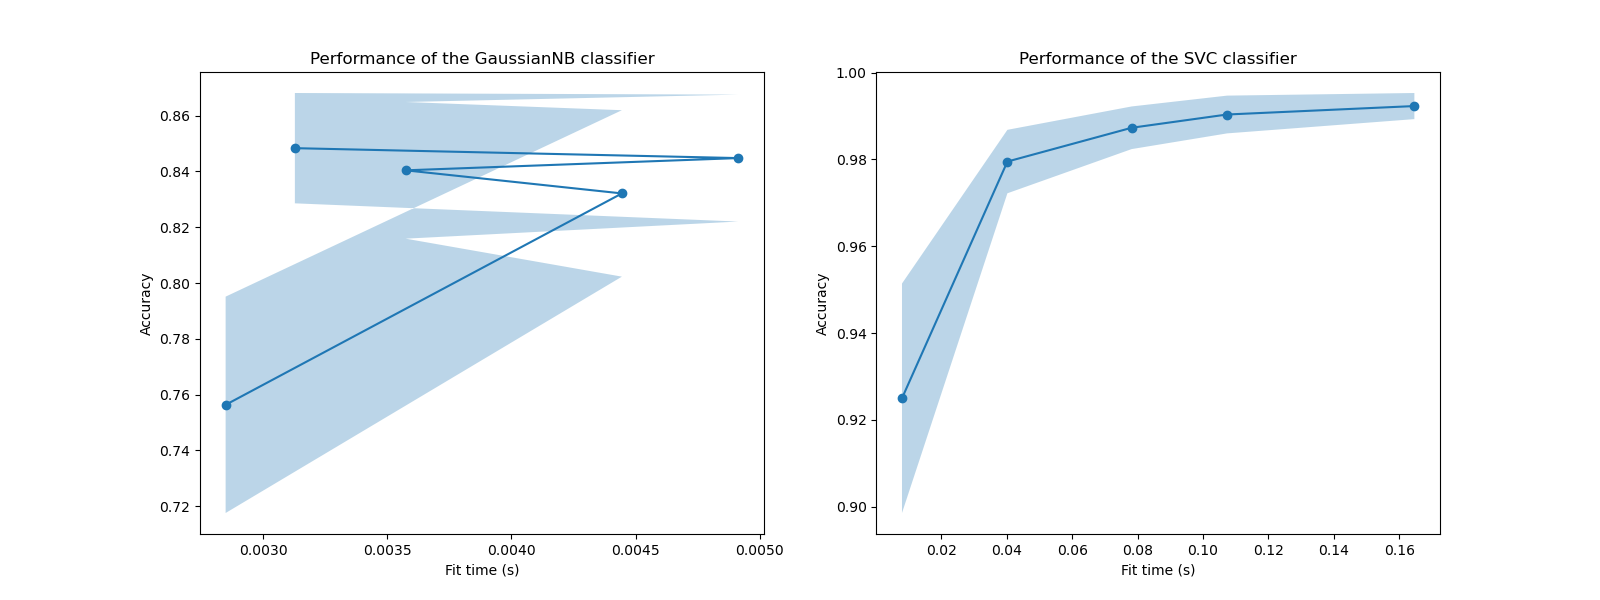 Performance of the GaussianNB classifier
Accuracy
0.86
0.84
0.82
0.80
0.78
0.76
0.74
0.72
0.0030 0.0035 0.0040 0.0045 0.0050
Fit time (s)
Performance of the SVC classifier
Accuracy
1.00
0.98
0.96
0.94
0.92
0.90
0.02 0.04 0.06 0.08 0.10 0.12 0.14 0.16
Fit time (s)